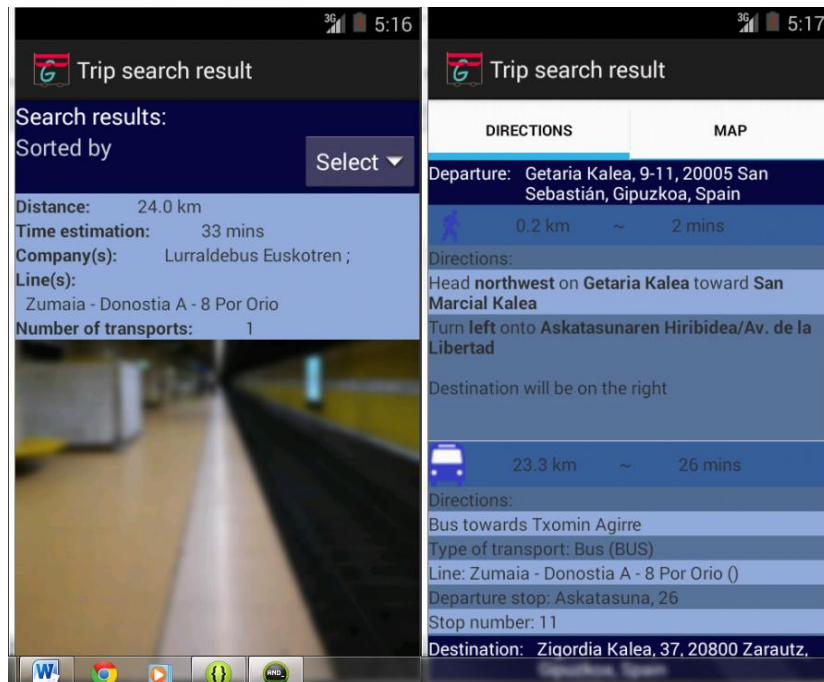 3G 5:16
Trip search result
Search results:
Sorted by
Select
Distance: 24.0 km
Time estimation: 33 mins
Company(s): Lurraldebus Euskotren ;
Line(s):
Zumaia - Donostia A - 8 Por Orio
Number of transports: 1
3G 5:17
Trip search result
DIRECTIONS MAP
Departure: Getaria Kalea, 9-11, 20005 San
Sebastián, Gipuzkoa, Spain
0.2 km ~ 2 mins
Directions:
Head northwest on Getaria Kalea toward San
Marcial Kalea
Turn left onto Askatasunaren Hiribidea/Av. de la
Libertad
Destination will be on the right
23.3 km ~ 26 mins
Directions:
Bus towards Txomin Agirre
Type of transport: Bus (BUS)
Line: Zumaia - Donostia A - 8 Por Orio ()
Departure stop: Askatasuna, 26
Stop number: 11
Destination: Zigordia Kalea, 37, 20800 Zarautz,
Gipuzkoa, Spain
W
AND_